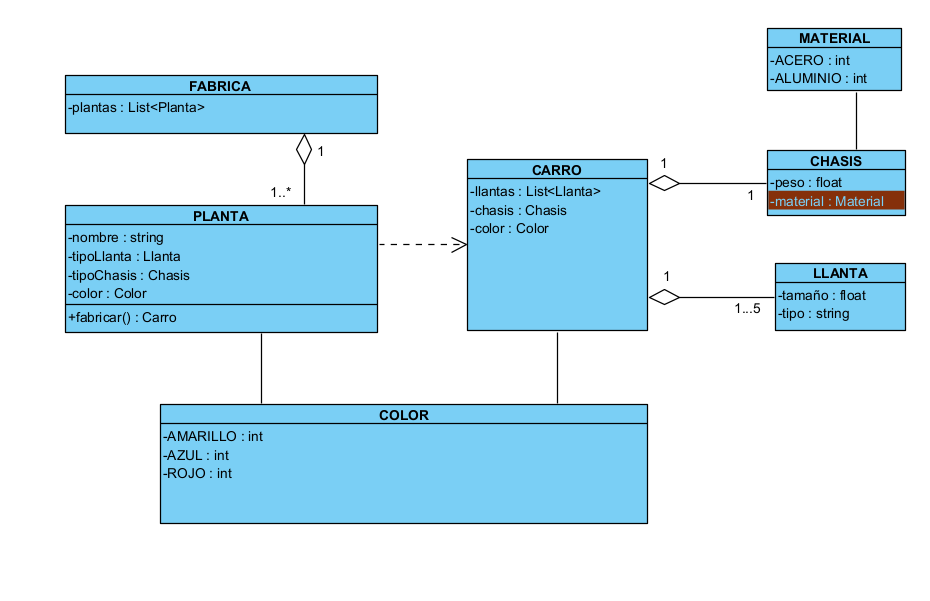 MATERIAL
-ACERO : int
-ALUMINIO : int
FABRICA
-plantas : List<Planta>
1
1..*
PLANTA
-nombre : string
-tipoLlanta : Llanta
-tipoChasis : Chasis
-color : Color
+fabricar() : Carro
CARRO
-llantas : List<Llanta>
-chasis : Chasis
-color : Color
1
1
CHASIS
-peso : float
-material : Material
1
1...5
LLANTA
-tamaño : float
-tipo : string
COLOR
-AMARILLO : int
-AZUL : int
-ROJO : int